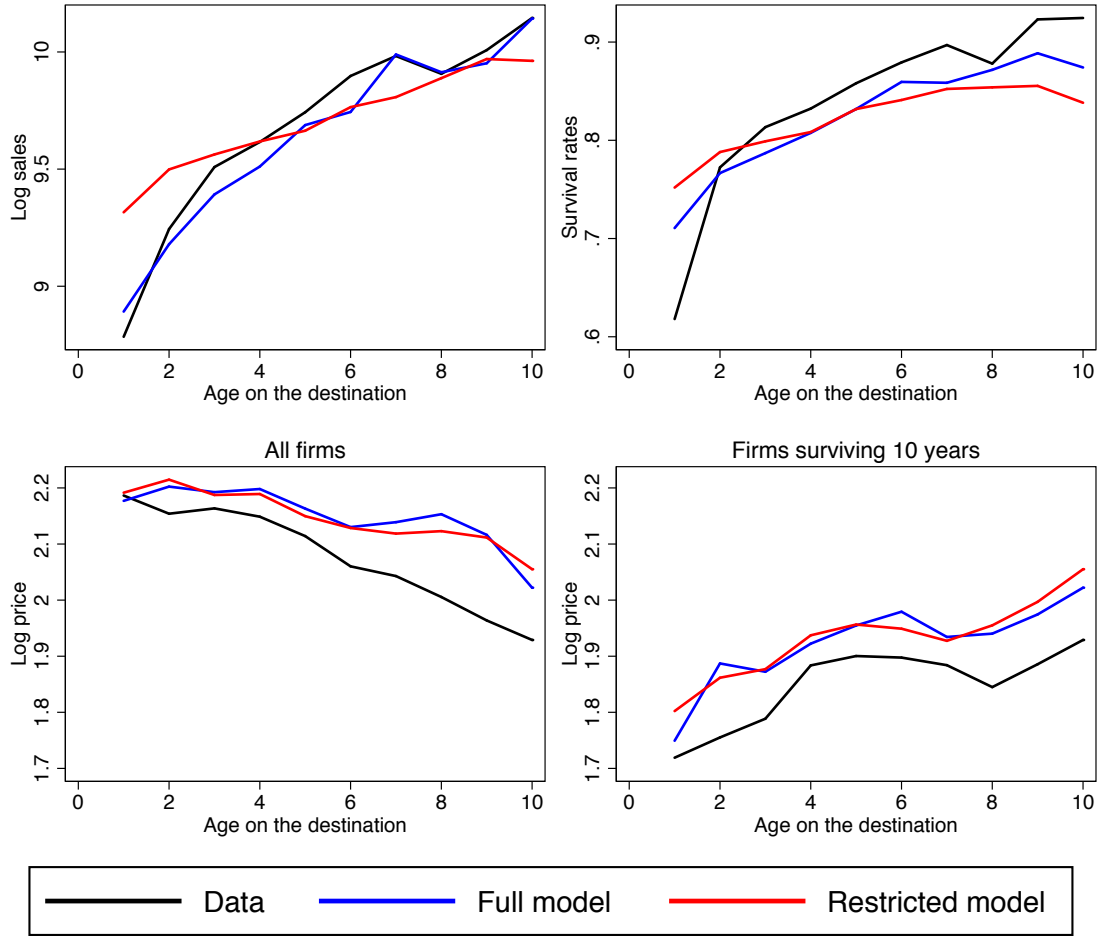 Log sales
9 9.5 10
0 2 4 6 8 10
Age on the destination
Survival rates
.6 .7 .8 .9
0 2 4 6 8 10
Age on the destination
All firms
Log price
1.7 1.8 1.9 2 2.1 2.2
0 2 4 6 8 10
Age on the destination
Firms surviving 10 years
Log price
1.7 1.8 1.9 2 2.1 2.2
0 2 4 6 8 10
Age on the destination
Data Full model Restricted model